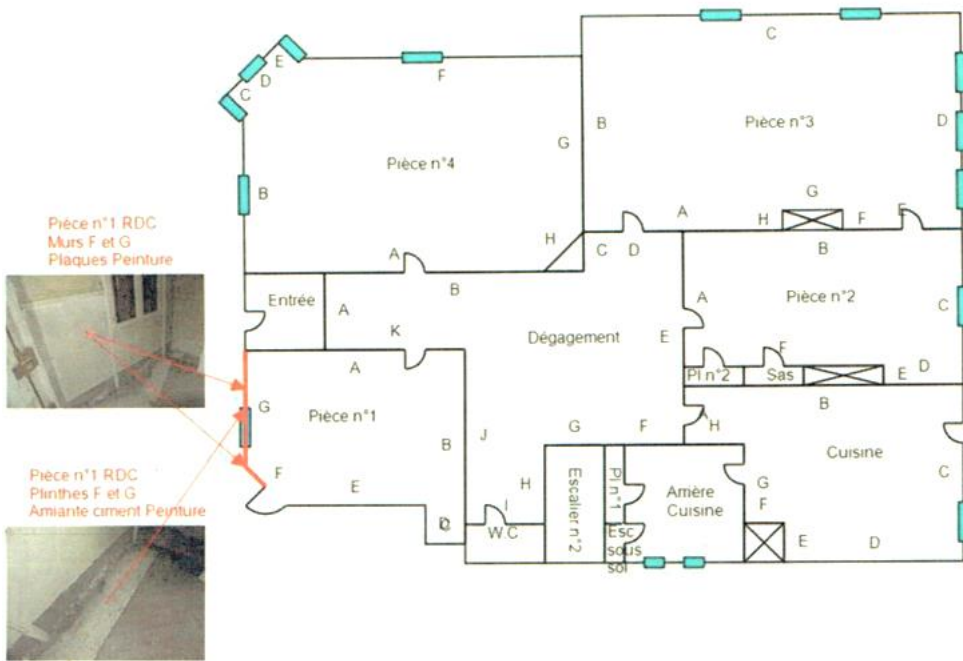 C
E
D
C
F
B
Pièce n°3
D
G
Pièce n°4
B
G
Pièce n°1 RDC
Murs F et G
Plaques Peinture
A
H
F
E
H
C
D
A
B
B
Entrée
A
A
Pièce n°2
C
K
Dégagement
E
A
F
D
Pl n°2
Sas
E
G
Pièce n°1
B
H
B
J
G
F
Cuisine
Pièce n°1 RDC
Plinthes F et G
Amiante ciment Peinture
F
E
H
Escalier n°2
Pl n°1
Arrière
Cuisine
G
F
C
I
D
C
W.C
Esc
sous
sol
E
D